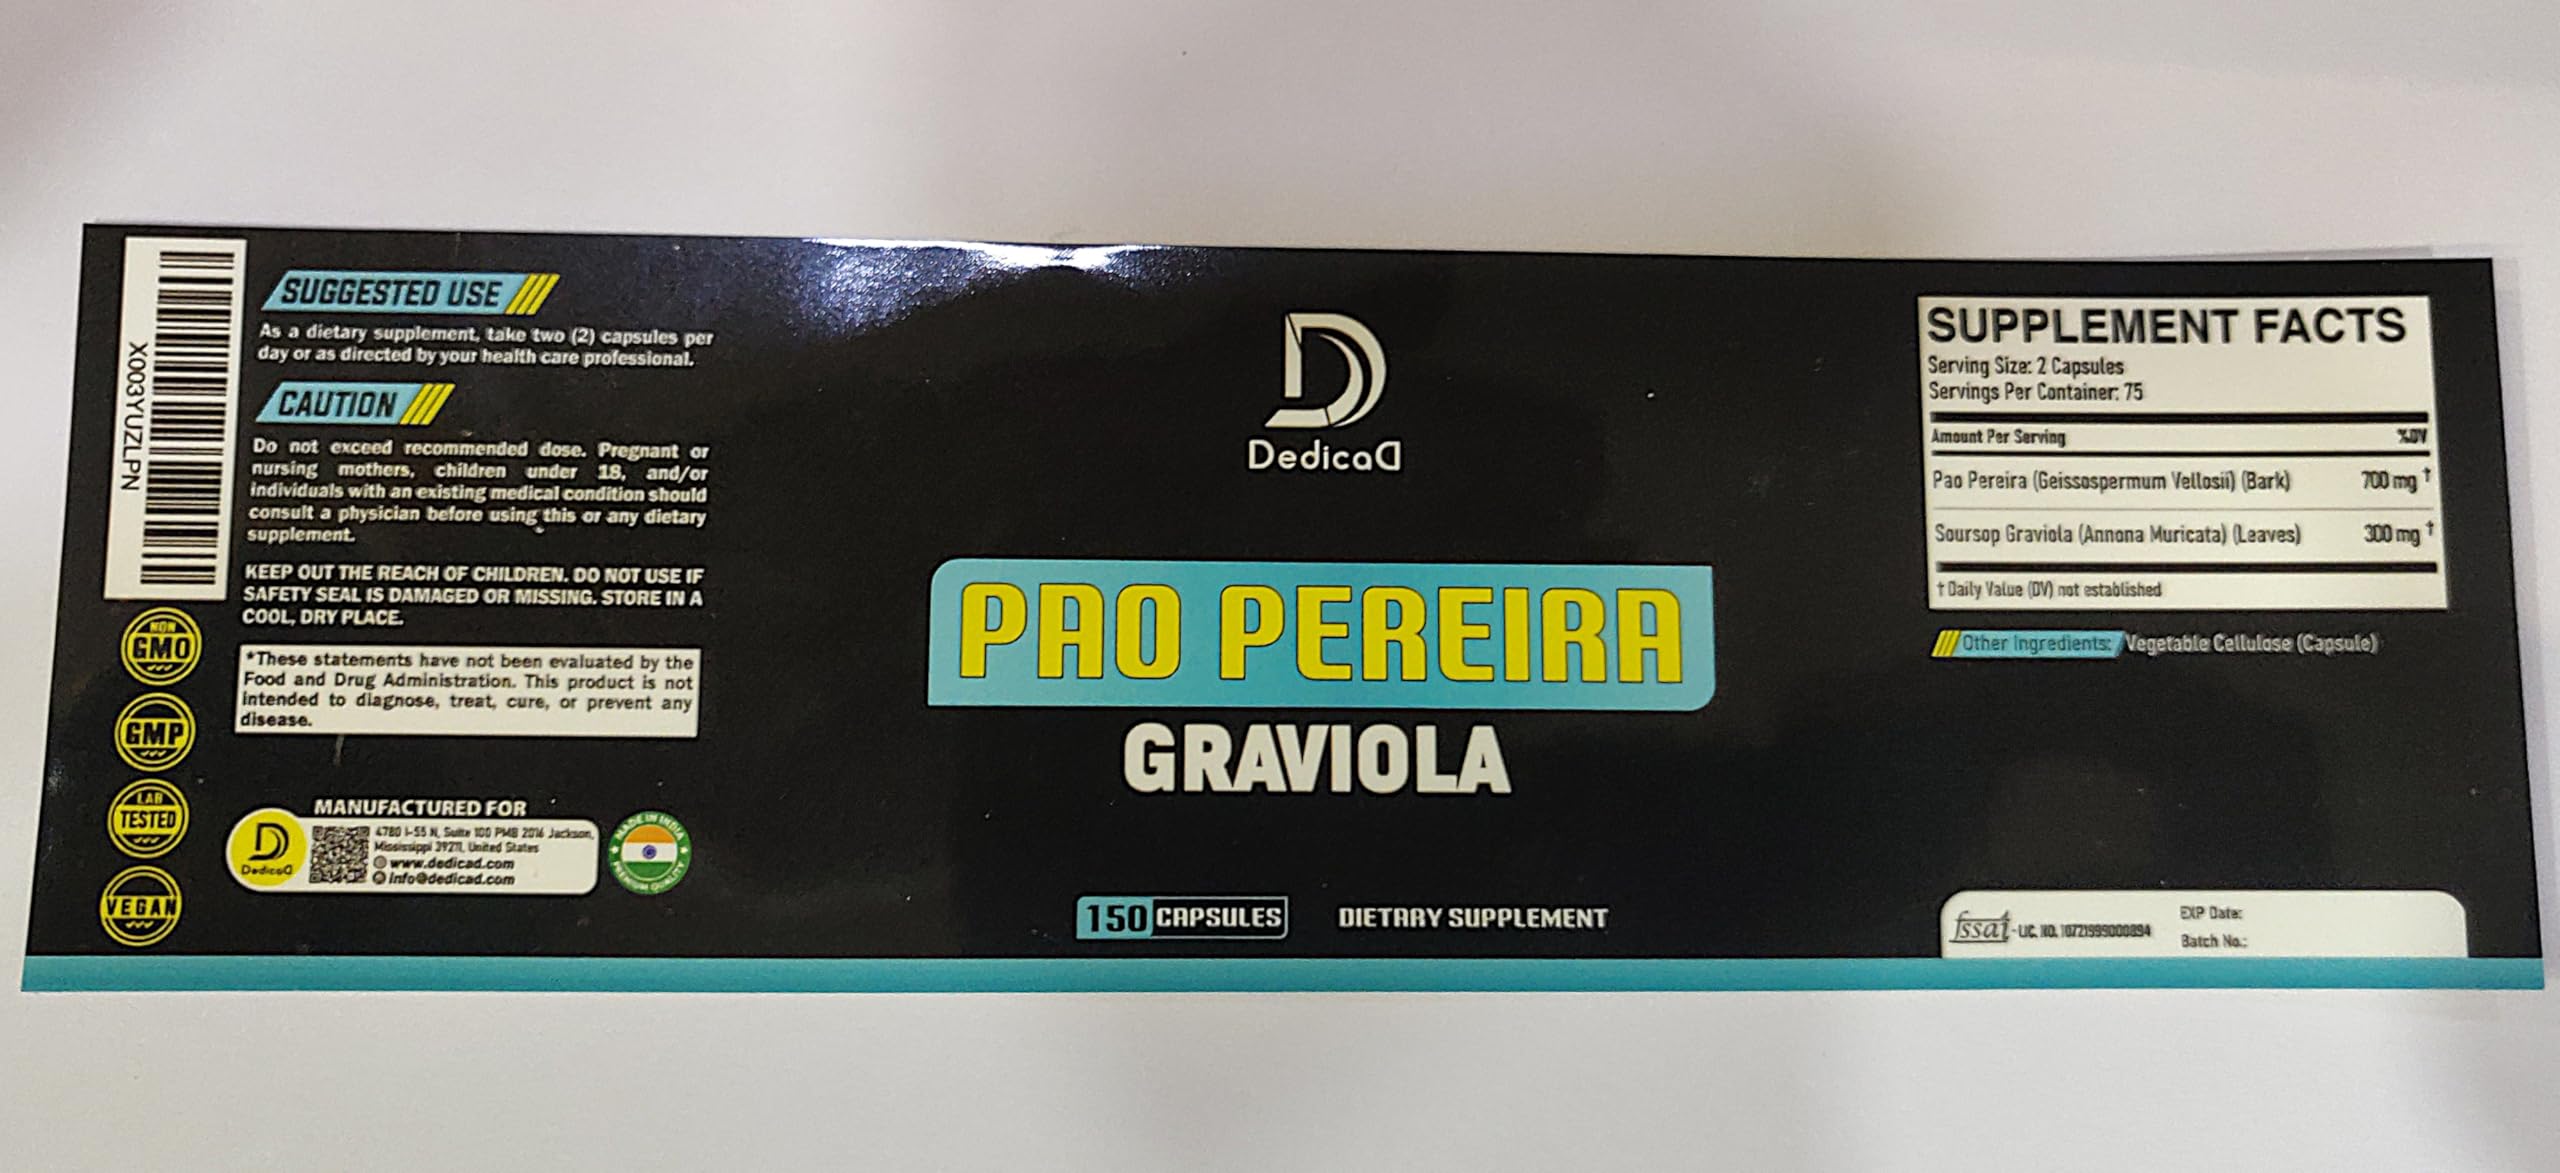 X003YUZLPN
NON
GMO
GMP
LAB
TESTED
VEGAN
SUGGESTED USE
As a dietary supplement, take two (2) capsules per
day or as directed by your health care professional.
CAUTION
Do not exceed recommended dose. Pregnant or
nursing mothers, children under 18, and/or
individuals with an existing medical condition should
consult a physician before using this or any dietary
supplement.
KEEP OUT THE REACH OF CHILDREN. DO NOT USE IF
SAFETY SEAL IS DAMAGED OR MISSING. STORE IN A
COOL, DRY PLACE.
*These statements have not been evaluated by the
Food and Drug Administration. This product is not
intended to diagnose, treat, cure, or prevent any
disease.
MANUFACTURED FOR
DedicaD
4780 I-55 N, Suite 100 PMB 2016 Jackson,
Mississippi 39211, United States
www.dedicad.com
info@dedicad.com
MADE IN INDIA
PREMIUM QUALITY
D
DedicaD
PAO PEREIRA
GRAVIOLA
150 CAPSULES
DIETARY SUPPLEMENT
SUPPLEMENT FACTS
Serving Size: 2 Capsules
Servings Per Container: 75
Amount Per Serving %DV
Pao Pereira (Geissospermum Vellosii) (Bark) 700 mg †
Soursop Graviola (Annona Muricata) (Leaves) 300 mg †
† Daily Value (DV) not established
Other Ingredients: Vegetable Cellulose (Capsule)
fssai - LIC. NO. 10721999000894
EXP Date:
Batch No.: